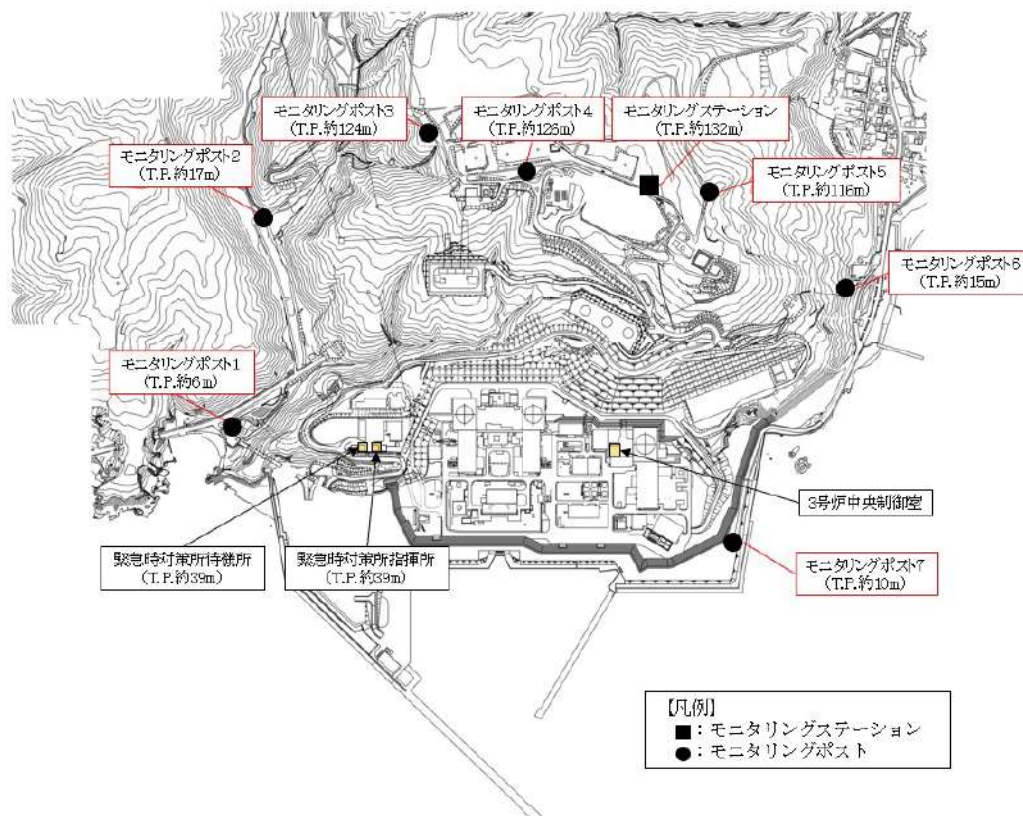 モニタリングポスト3
(T.P.約124m)
モニタリングポスト4
(T.P.約126m)
モニタリングステーション
(T.P.約132m)
モニタリングポスト2
(T.P.約17m)
モニタリングポスト5
(T.P.約116m)
モニタリングポスト6
(T.P.約15m)
モニタリングポスト1
(T.P.約6m)
3号炉中央制御室
緊急時対策所待機所
(T.P.約39m)
緊急時対策所指揮所
(T.P.約39m)
モニタリングポスト7
(T.P.約10m)
【凡例】
■:モニタリングステーション
●:モニタリングポスト